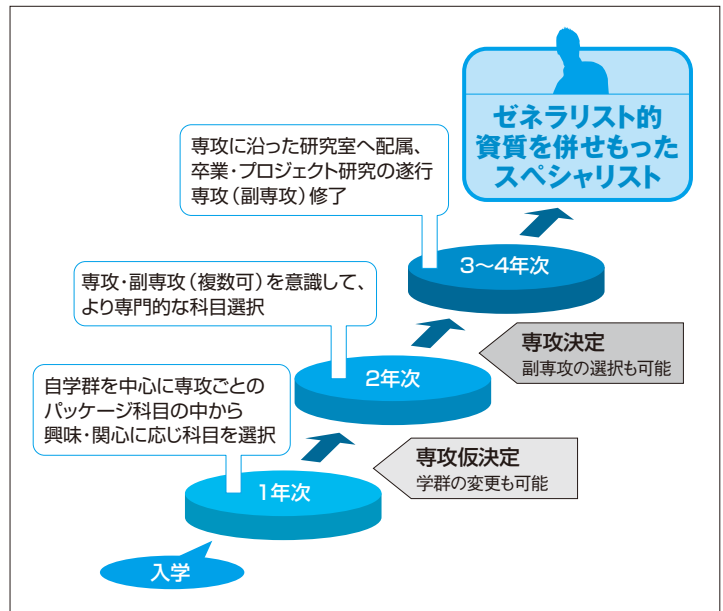 ゼネラリスト的
資質を併せもった
スペシャリスト
専攻に沿った研究室へ配属、
卒業・プロジェクト研究の遂行
専攻（副専攻）修了
3〜4年次
専攻・副専攻（複数可）を意識して、
より専門的な科目選択
専攻決定
副専攻の選択も可能
2年次
自学群を中心に専攻ごとの
パッケージ科目の中から
興味・関心に応じ科目を選択
専攻仮決定
学群の変更も可能
1年次
入学